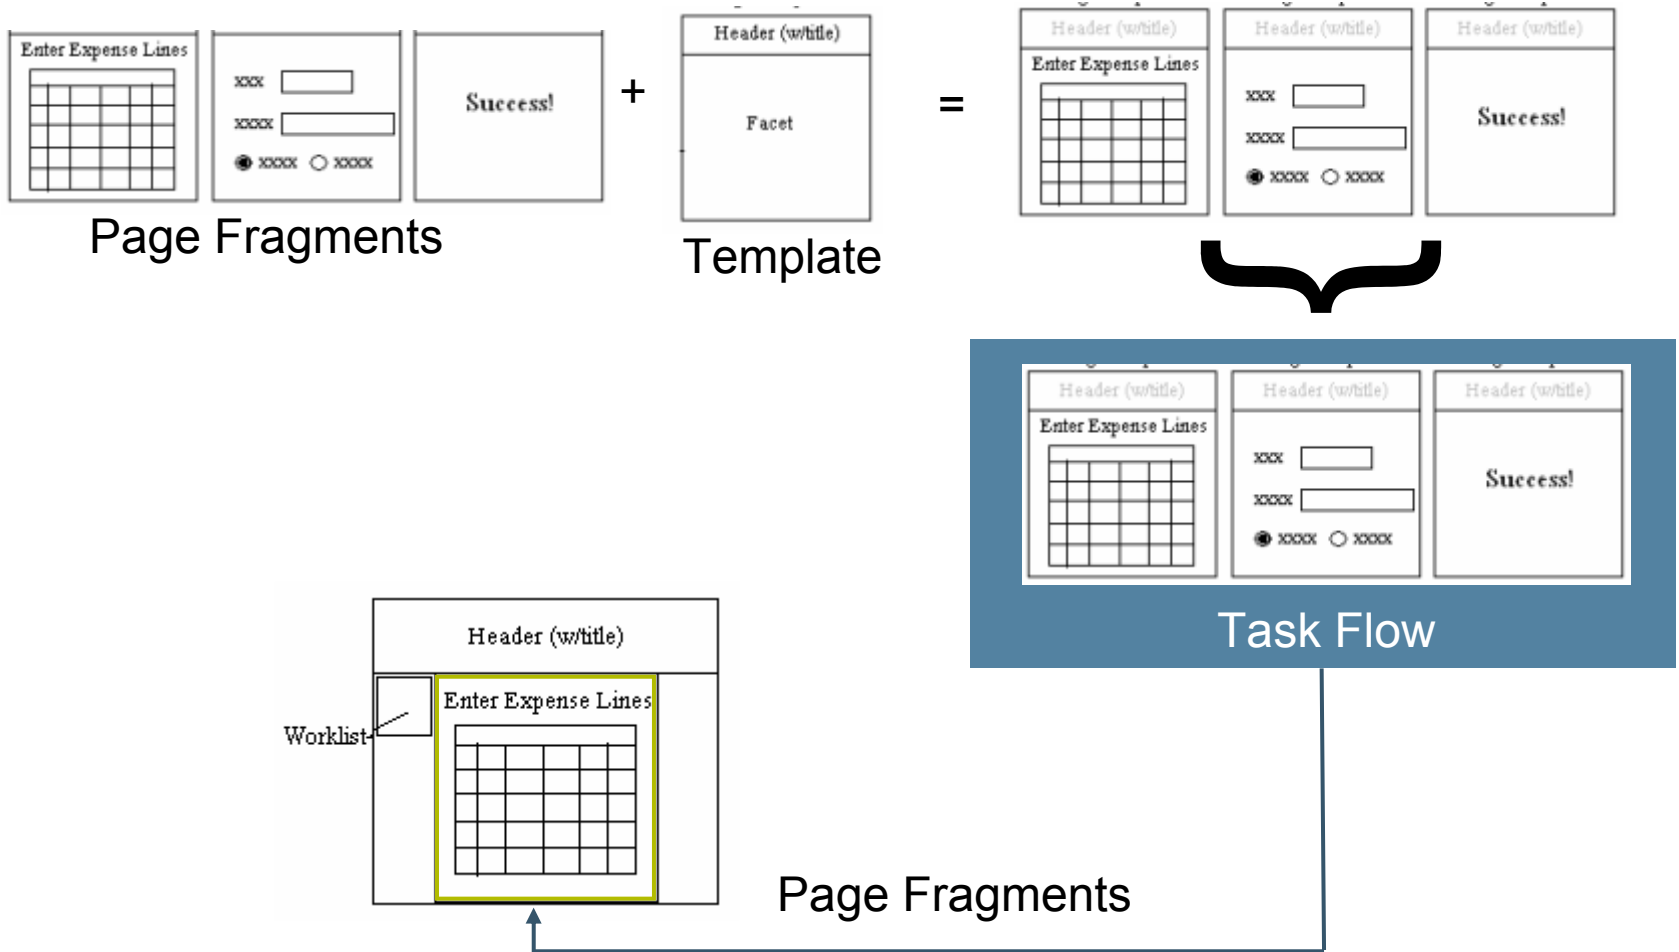 Enter Expense Lines
xxx
xxxx
xxxx xxxx
Success!
Page Fragments
+
Header (w/title)
Facet
Template
=
Header (w/title)
Enter Expense Lines
Header (w/title)
xxx
xxxx
xxxx xxxx
Header (w/title)
Success!
Header (w/title)
Enter Expense Lines
Header (w/title)
xxx
xxxx
xxxx xxxx
Header (w/title)
Success!
Task Flow
Header (w/title)
Worklist
Enter Expense Lines
Page Fragments